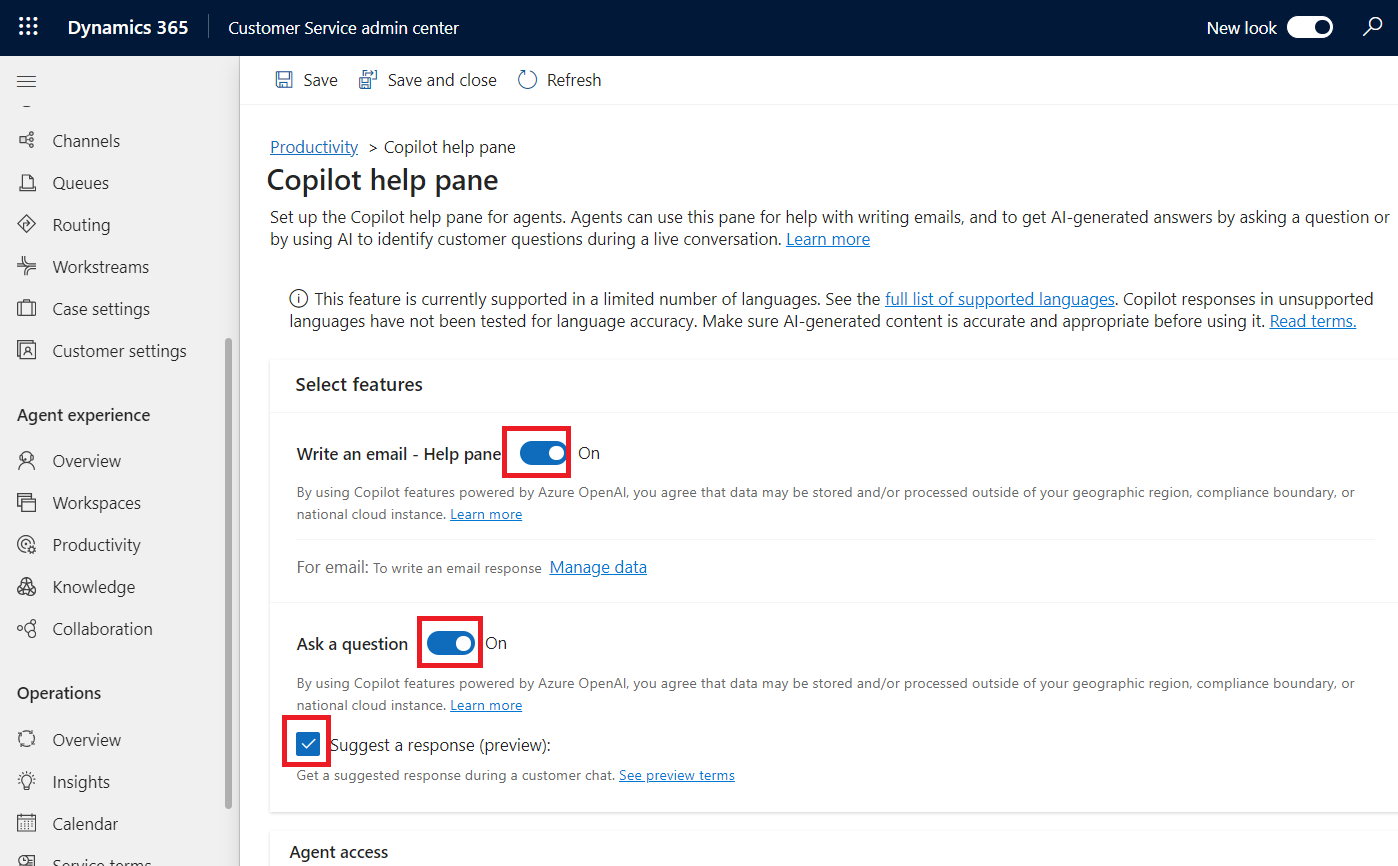 Dynamics 365
Customer Service admin center
New look
Channels
Queues
Routing
Workstreams
Case settings
Customer settings
Agent experience
Overview
Workspaces
Productivity
Knowledge
Collaboration
Operations
Overview
Insights
Calendar
Service terms
Save
Save and close
Refresh
Productivity > Copilot help pane
Copilot help pane
Set up the Copilot help pane for agents. Agents can use this pane for help with writing emails, and to get AI-generated answers by asking a question or
by using AI to identify customer questions during a live conversation. Learn more
This feature is currently supported in a limited number of languages. See the full list of supported languages. Copilot responses in unsupported
languages have not been tested for language accuracy. Make sure AI-generated content is accurate and appropriate before using it. Read terms.
Select features
Write an email - Help pane On
By using Copilot features powered by Azure OpenAI, you agree that data may be stored and/or processed outside of your geographic region, compliance boundary, or
national cloud instance. Learn more
For email: To write an email response Manage data
Ask a question On
By using Copilot features powered by Azure OpenAI, you agree that data may be stored and/or processed outside of your geographic region, compliance boundary, or
national cloud instance. Learn more
Suggest a response (preview):
Get a suggested response during a customer chat. See preview terms
Agent access